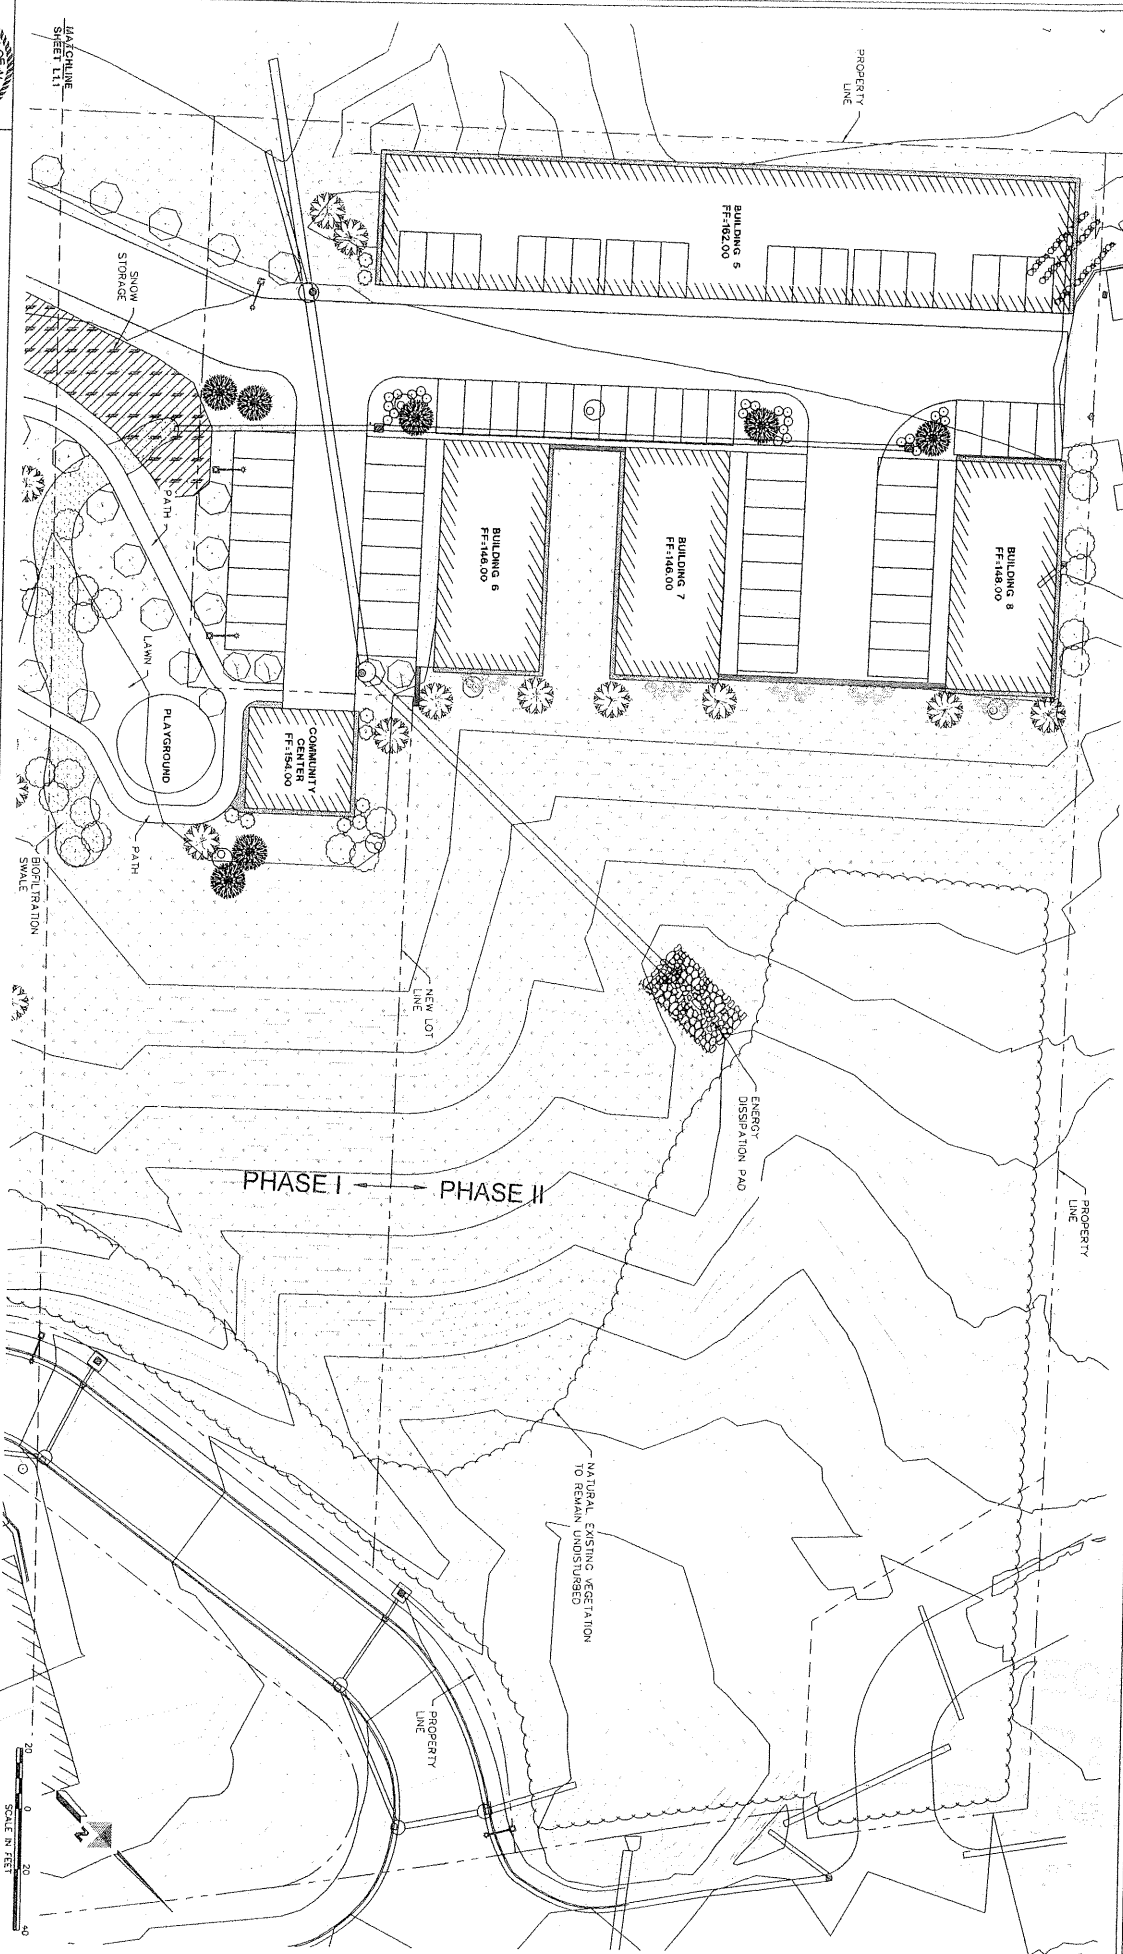 MATCHLINE
SHEET L1.1
PROPERTY
LINE
BUILDING 5
FF=162.00
SNOW
STORAGE
PATH
BUILDING 6
FF=146.00
BUILDING 7
FF=146.00
BUILDING 8
FF=148.00
LAWN
PLAYGROUND
COMMUNITY
CENTER
FF=154.00
PATH
BIOFILTRATION
SWALE
NEW LOT
LINE
ENERGY
DISSIPATION PAD
PHASE I
PHASE II
PROPERTY
LINE
NATURAL EXISTING VEGETATION
TO REMAIN UNDISTURBED
PROPERTY
LINE
N
20 0 20 40
SCALE IN FEET